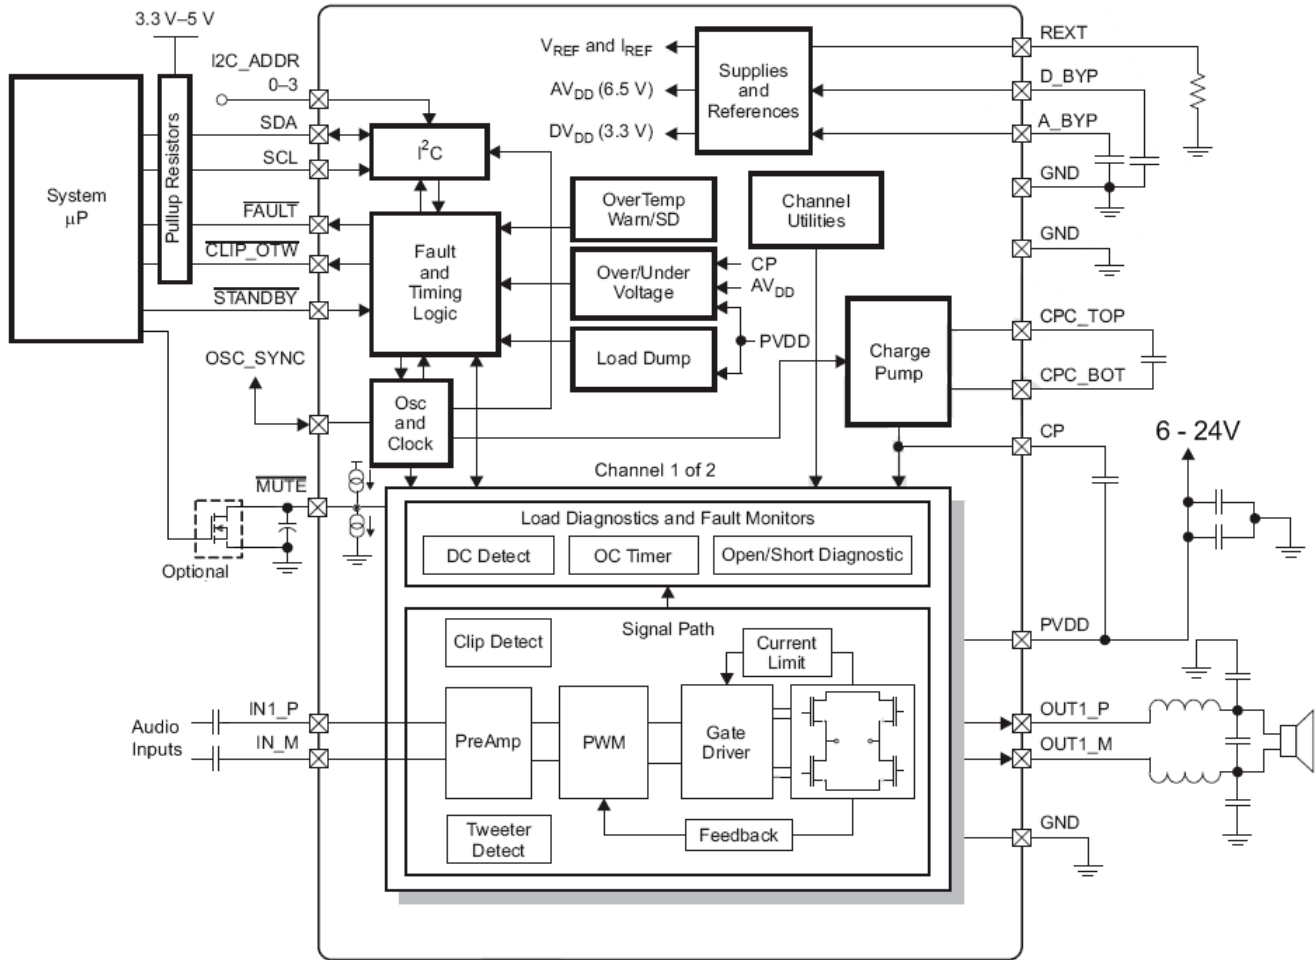 3.3 V–5 V
I2C_ADDR
0–3
SDA
SCL
FAULT
CLIP_OTW
STANDBY
OSC_SYNC
MUTE
Optional
System
μP
Pullup Resistors
I²C
Fault
and
Timing
Logic
Osc
and
Clock
V_REF and I_REF
AV_DD (6.5 V)
DV_DD (3.3 V)
Supplies
and
References
OverTemp
Warn/SD
Over/Under
Voltage
Load Dump
CP
AV_DD
PVDD
Channel
Utilities
Charge
Pump
REXT
D_BYP
A_BYP
GND
GND
CPC_TOP
CPC_BOT
CP
6 - 24V
Channel 1 of 2
Load Diagnostics and Fault Monitors
DC Detect
OC Timer
Open/Short Diagnostic
Signal Path
Clip Detect
Current
Limit
PreAmp
PWM
Gate
Driver
Feedback
Tweeter
Detect
Audio
Inputs
IN1_P
IN_M
PVDD
OUT1_P
OUT1_M
GND